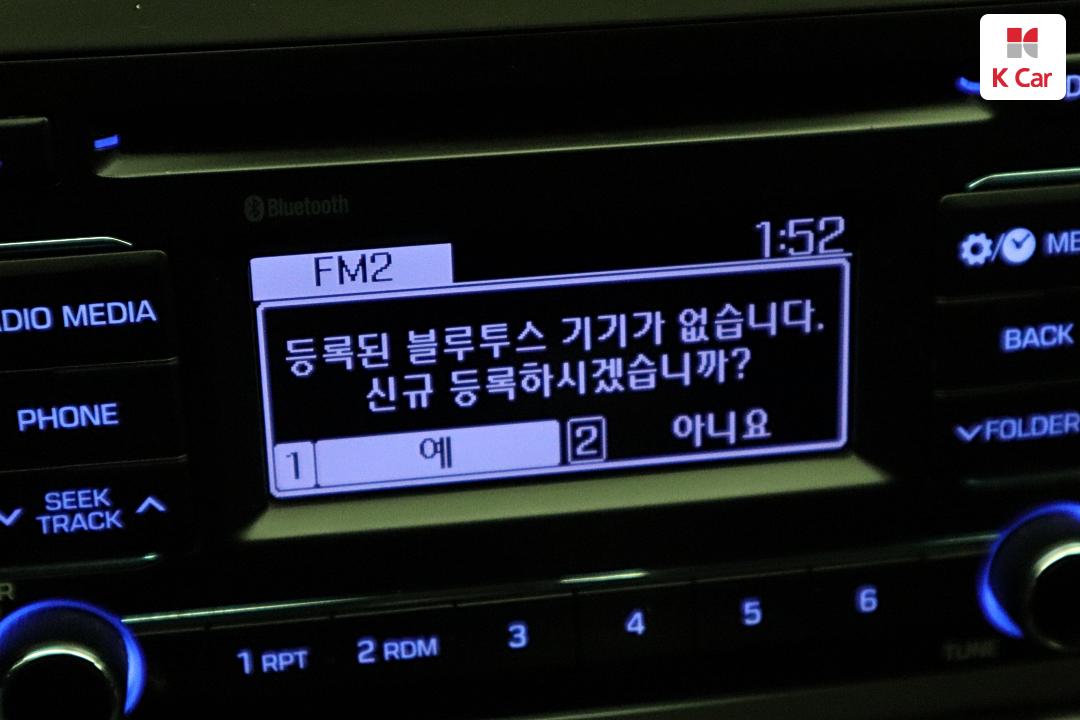 K Car
Bluetooth
1:52
FM2
등록된 블루투스 기기가 없습니다.
신규 등록하시겠습니까?
1 예 2 아니요
MEDIA
PHONE
SEEK
TRACK
BACK
FOLDER
1 RPT 2 RDM 3 4 5 6
TUNE